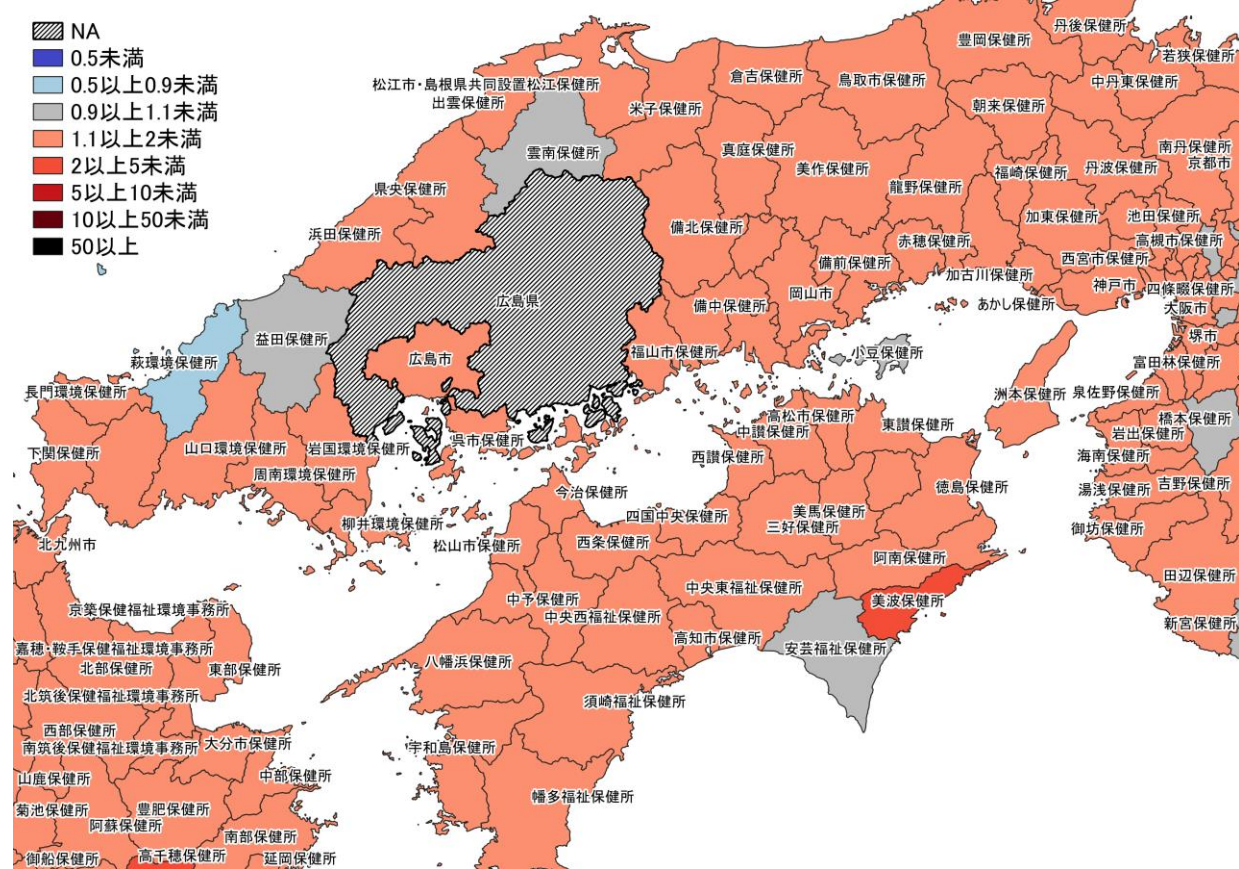 NA
0.5未満
0.5以上0.9未満
0.9以上1.1未満
1.1以上2未満
2以上5未満
5以上10未満
10以上50未満
50以上
丹後保健所
豊岡保健所
若狭保健所
松江市・島根県共同設置松江保健所
倉吉保健所
鳥取市保健所
中丹東保健所
出雲保健所
米子保健所
朝来保健所
雲南保健所
真庭保健所
美作保健所
南丹保健所
京都市
県央保健所
龍野保健所
福崎保健所
丹波保健所
浜田保健所
備北保健所
加東保健所
池田保健所
赤穂保健所
高槻市保健所
備前保健所
西宮市保健所
加古川保健所
神戸市
四條畷保健所
広島県
備中保健所
岡山市
あかし保健所
大阪市
益田保健所
堺市
萩環境保健所
広島市
福山市保健所
小豆保健所
富田林保健所
長門環境保健所
洲本保健所
泉佐野保健所
高松市保健所
橋本保健所
中讃保健所
東讃保健所
岩出保健所
呉市保健所
山口環境保健所
岩国環境保健所
下関保健所
西讃保健所
海南保健所
周南環境保健所
湯浅保健所
吉野保健所
今治保健所
徳島保健所
美馬保健所
四国中央保健所
柳井環境保健所
三好保健所
御坊保健所
北九州市
松山市保健所
西条保健所
阿南保健所
田辺保健所
中央東福祉保健所
中予保健所
美波保健所
京築保健福祉環境事務所
中央西福祉保健所
新宮保健所
高知市保健所
嘉穂・鞍手保健福祉環境事務所
安芸福祉保健所
北部保健所
東部保健所
八幡浜保健所
北筑後保健福祉環境事務所
須崎福祉保健所
西部保健所
大分市保健所
南筑後保健福祉環境事務所
宇和島保健所
山鹿保健所
中部保健所
幡多福祉保健所
菊池保健所
豊肥保健所
阿蘇保健所
南部保健所
御船保健所
高千穂保健所
延岡保健所